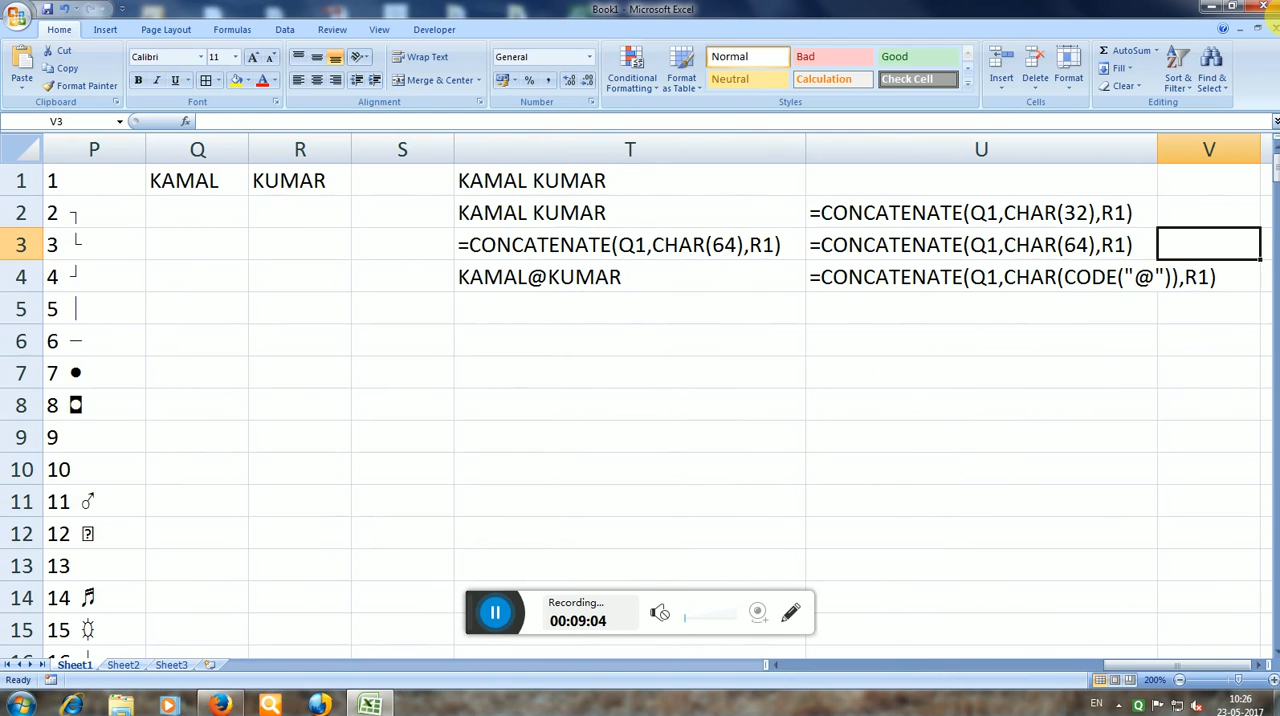 Book1 - Microsoft Excel
Home Insert Page Layout Formulas Data Review View Developer
Paste Cut Copy Format Painter Clipboard
Calibri 11 A A B I U A Font
Wrap Text Merge & Center Alignment
General % , Number
Conditional Formatting Format as Table
Normal Bad Good
Neutral Calculation Check Cell
Styles
Insert Delete Format Cells
AutoSum Fill Clear Sort & Filter Find & Select Editing
V3 fx
P Q R S T U V
1 1 KAMAL KUMAR KAMAL KUMAR
2 2 ┐ KAMAL KUMAR =CONCATENATE(Q1,CHAR(32),R1)
3 3 └ =CONCATENATE(Q1,CHAR(64),R1) =CONCATENATE(Q1,CHAR(64),R1)
4 4 ┘ KAMAL@KUMAR =CONCATENATE(Q1,CHAR(CODE("@")),R1)
5 5 │
6 6 ─
7 7 •
8 8 ◘
9 9
10 10
11 11 ♂
12 12
13 13
14 14 ♬
15 15 ☼
Recording...
00:09:04
Sheet1 Sheet2 Sheet3
Ready 200%
EN 10:26
23-05-2017